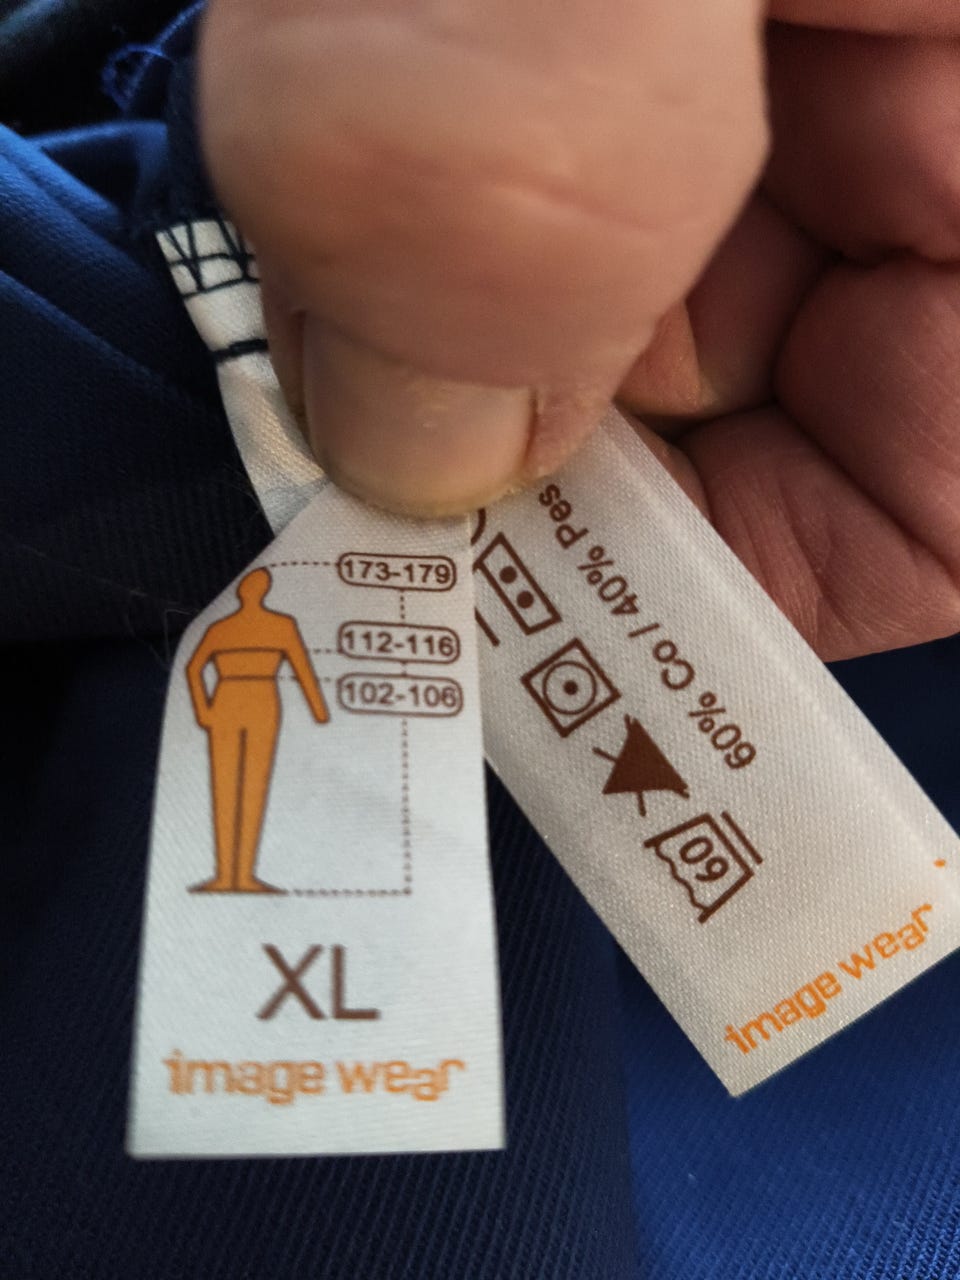 173-179
112-116
102-106
XL
image wear
60% Co / 40% Pes
60
image wear